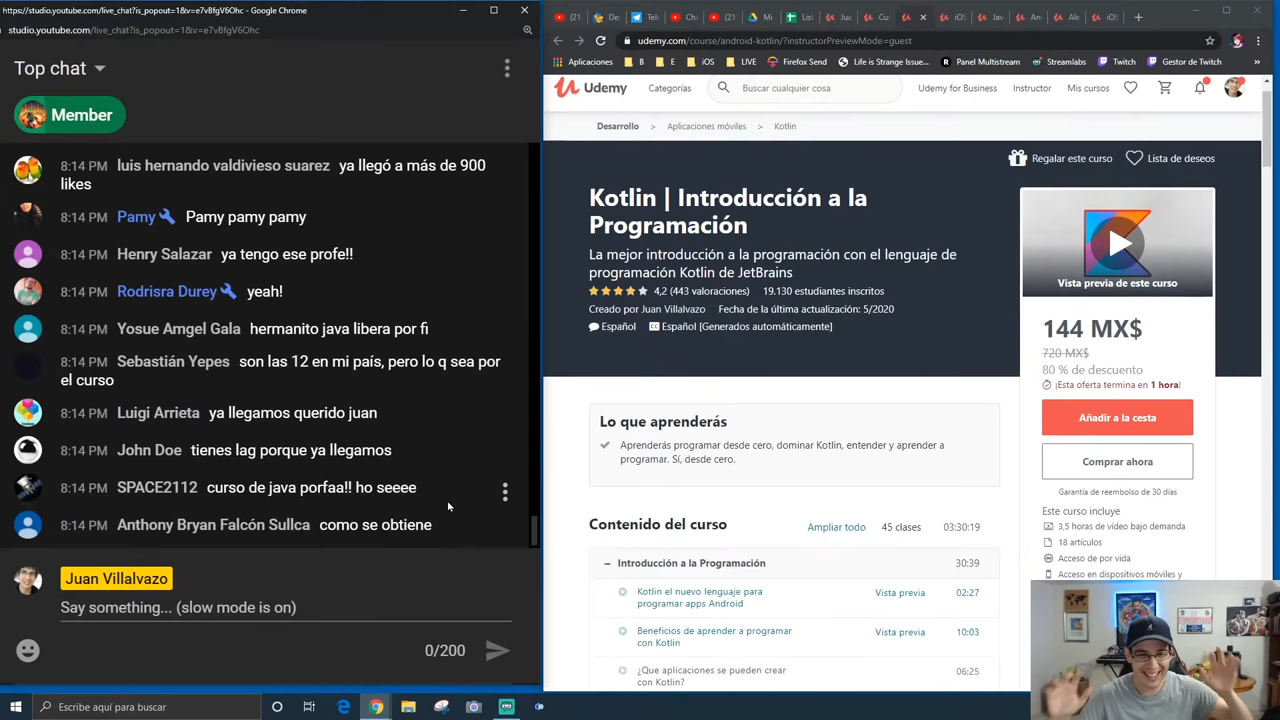 https://studio.youtube.com/live_chat?is_popout=1&v=e7vBfgV6Ohc - Google Chrome
studio.youtube.com/live_chat?is_popout=1&v=e7vBfgV6Ohc
Top chat
Member
8:14 PM luis hernando valdivieso suarez ya llegó a más de 900
likes
8:14 PM Pamy Pamy pamy pamy
8:14 PM Henry Salazar ya tengo ese profe!!
8:14 PM Rodrisra Durey yeah!
8:14 PM Yosue Amgel Gala hermanito java libera por fi
8:14 PM Sebastián Yepes son las 12 en mi país, pero lo q sea por
el curso
8:14 PM Luigi Arrieta ya llegamos querido juan
8:14 PM John Doe tienes lag porque ya llegamos
8:14 PM SPACE2112 curso de java porfaa!! ho seeee
8:14 PM Anthony Bryan Falcón Sullca como se obtiene
Juan Villalvazo
Say something... (slow mode is on)
0/200
udemy.com/course/android-kotlin/?instructorPreviewMode=guest
Aplicaciones B E iOS LIVE Firefox Send Life is Strange Issue... Panel Multistream Streamlabs Twitch Gestor de Twitch
Udemy Categorías Buscar cualquier cosa Udemy for Business Instructor Mis cursos
Desarrollo > Aplicaciones móviles > Kotlin
Regalar este curso Lista de deseos
Kotlin | Introducción a la
Programación
La mejor introducción a la programación con el lenguaje de
programación Kotlin de JetBrains
4,2 (443 valoraciones) 19.130 estudiantes inscritos
Creado por Juan Villalvazo Fecha de la última actualización: 5/2020
Español Español [Generados automáticamente]
Vista previa de este curso
144 MX$
720 MX$
80 % de descuento
¡Esta oferta termina en 1 hora!
Añadir a la cesta
Comprar ahora
Garantía de reembolso de 30 días
Este curso incluye
3,5 horas de vídeo bajo demanda
18 artículos
Acceso de por vida
Acceso en dispositivos móviles y
Lo que aprenderás
Aprenderás programar desde cero, dominar Kotlin, entender y aprender a
programar. Sí, desde cero.
Contenido del curso Ampliar todo 45 clases 03:30:19
Introducción a la Programación 30:39
Kotlin el nuevo lenguaje para
programar apps Android
Vista previa 02:27
Beneficios de aprender a programar
con Kotlin
Vista previa 10:03
¿Que aplicaciones se pueden crear
con Kotlin?
06:25
Escribe aquí para buscar